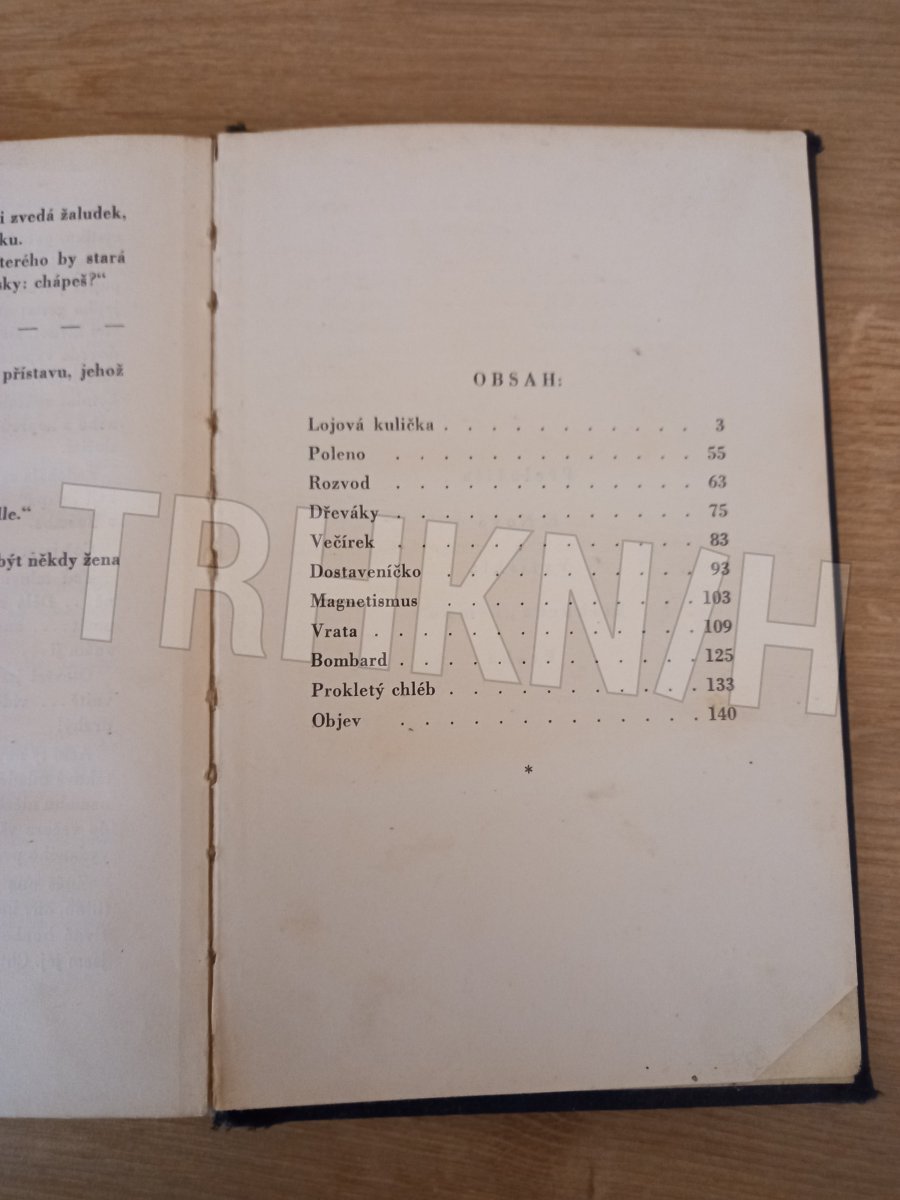 i zvedá žaludek,
ku.
terého by stará
sky: chápeš?“
— — —
přístavu, jehož
lle.“
být někdy žena
OBSAH:
Lojová kulička . . . . . . . . . . . 3
Poleno . . . . . . . . . . . . . 55
Rozvod . . . . . . . . . . . . . 63
Dřeváky . . . . . . . . . . . . . 75
Večírek . . . . . . . . . . . . . 83
Dostaveníčko . . . . . . . . . . . 93
Magnetismus . . . . . . . . . . . 103
Vrata . . . . . . . . . . . . . . 109
Bombard . . . . . . . . . . . . . 125
Prokletý chléb . . . . . . . . . . . 133
Objev . . . . . . . . . . . . . 140
*
TRHKNIH